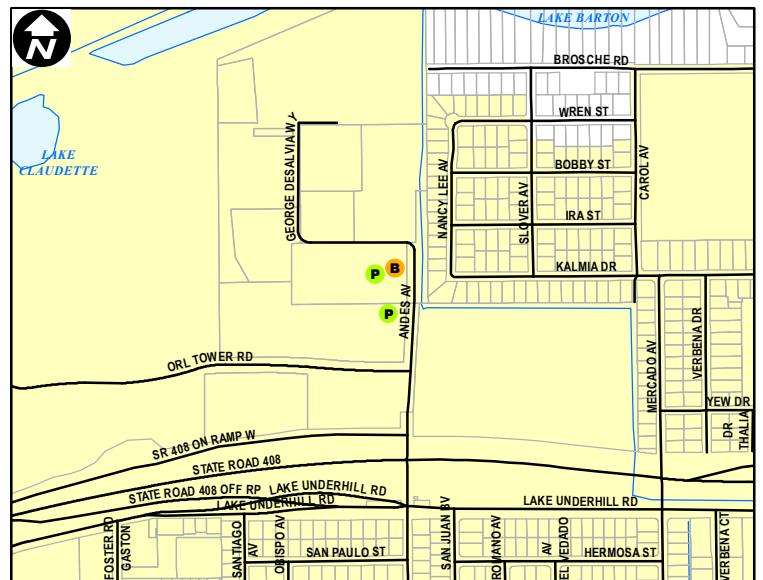 N
LAKE BARTON
BROSCHE RD
WREN ST
LAKE
CLAUDETTE
GEORGE DESALVIA WY
NANCY LEE AV
BOBBY ST
CAROL AV
SLOVER AV
IRA ST
KALMIA DR
P
B
P
ANDES AV
ORL TOWER RD
MERCADO AV
VERBENA DR
YEW DR
THALIA
DR
SR 408 ON RAMP W
STATE ROAD 408
STATE ROAD 408 OFF RP
LAKE UNDERHILL RD
LAKE UNDERHILL RD
LAKE UNDERHILL RD
FOSTER RD
GASTON
SANTIAGO
AV
OBISPO AV
SAN PAULO ST
SAN JUAN BV
ROMANO AV
AV
EL VEDADO
HERMOSA ST
VERBENA CT